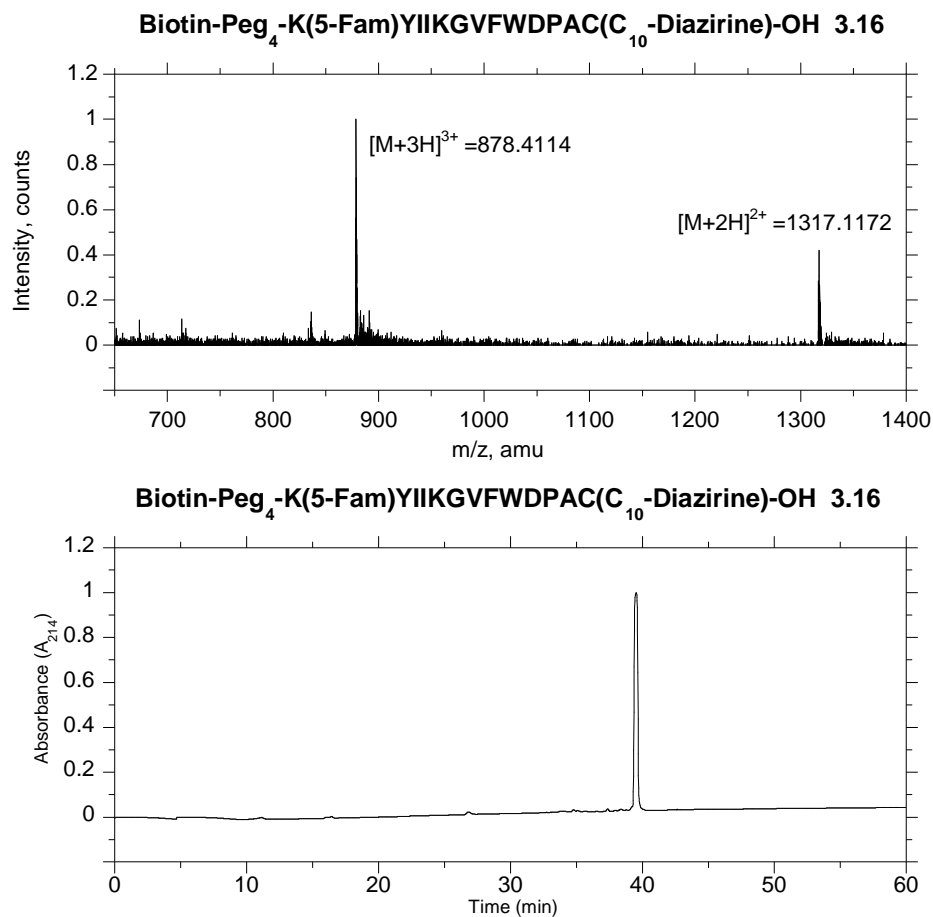 Biotin-Peg4-K(5-Fam)YIIKGVFWDPAC(C10-Diazirine)-OH 3.16
1.2
1
0.8
0.6
0.4
0.2
0
Intensity, counts
[M+3H]3+ =878.4114
[M+2H]2+ =1317.1172
700 800 900 1000 1100 1200 1300 1400
m/z, amu
Biotin-Peg4-K(5-Fam)YIIKGVFWDPAC(C10-Diazirine)-OH 3.16
1.2
1
0.8
0.6
0.4
0.2
0
Absorbance (A214)
0 10 20 30 40 50 60
Time (min)